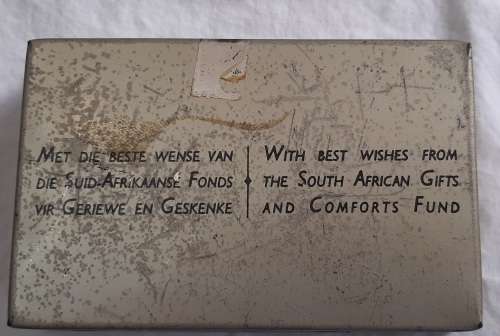 Met die beste wense van
die Suid-Afrikaanse Fonds
vir Geriewe en Geskenke
With best wishes from
the South African Gifts
and Comforts Fund